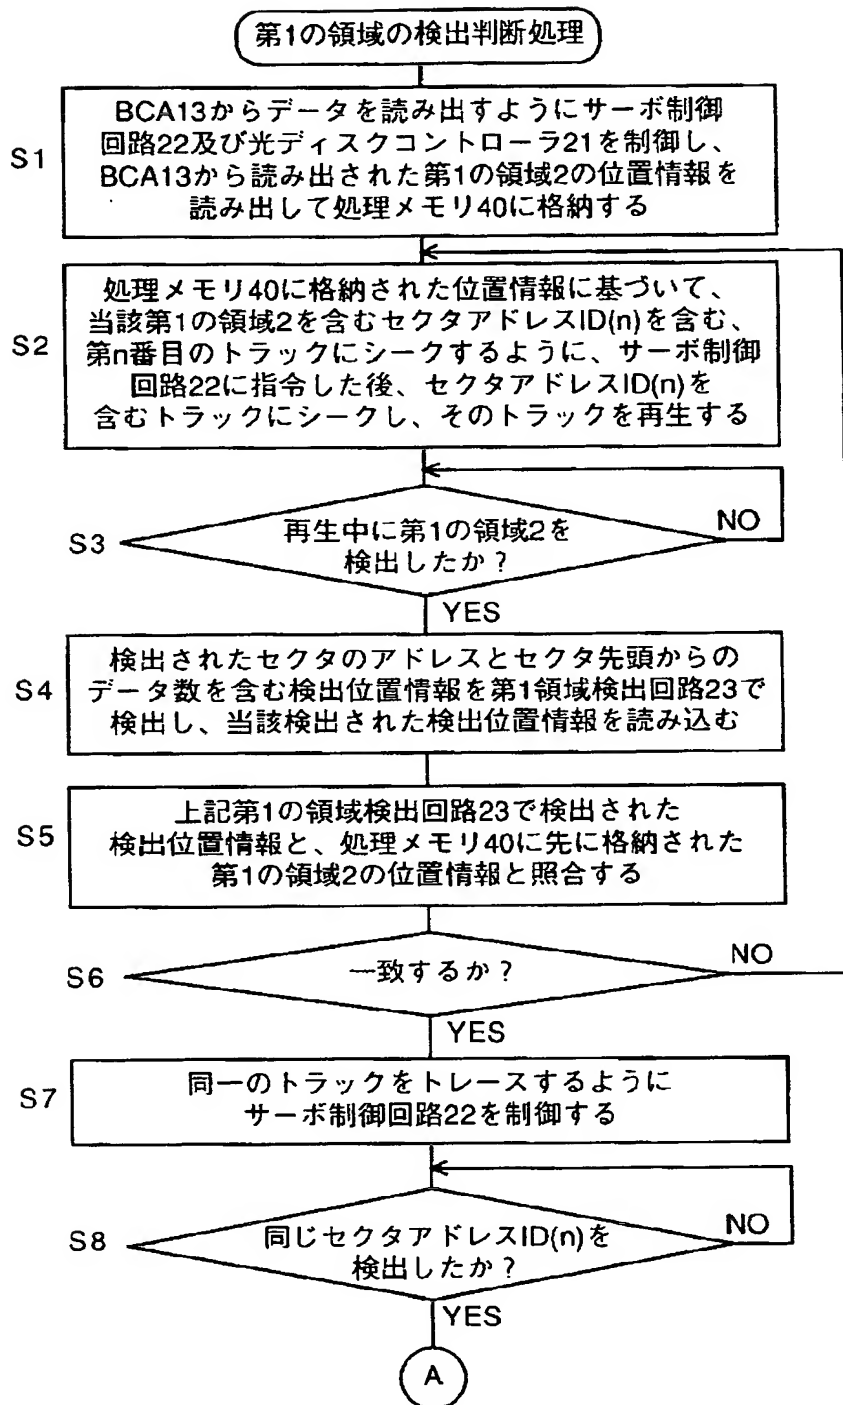 第1の領域の検出判断処理
S1
BCA13からデータを読み出すようにサーボ制御
回路22及び光ディスクコントローラ21を制御し、
BCA13から読み出された第1の領域2の位置情報を
読み出して処理メモリ40に格納する
S2
処理メモリ40に格納された位置情報に基づいて、
当該第1の領域2を含むセクタアドレスID(n)を含む、
第n番目のトラックにシークするように、サーボ制御
回路22に指令した後、セクタアドレスID(n)を
含むトラックにシークし、そのトラックを再生する
S3
再生中に第1の領域2を
検出したか？
NO
YES
S4
検出されたセクタのアドレスとセクタ先頭からの
データ数を含む検出位置情報を第1領域検出回路23で
検出し、当該検出された検出位置情報を読み込む
S5
上記第1の領域検出回路23で検出された
検出位置情報と、処理メモリ40に先に格納された
第1の領域2の位置情報と照合する
S6
一致するか？
NO
YES
S7
同一のトラックをトレースするように
サーボ制御回路22を制御する
S8
同じセクタアドレスID(n)を
検出したか？
NO
YES
A